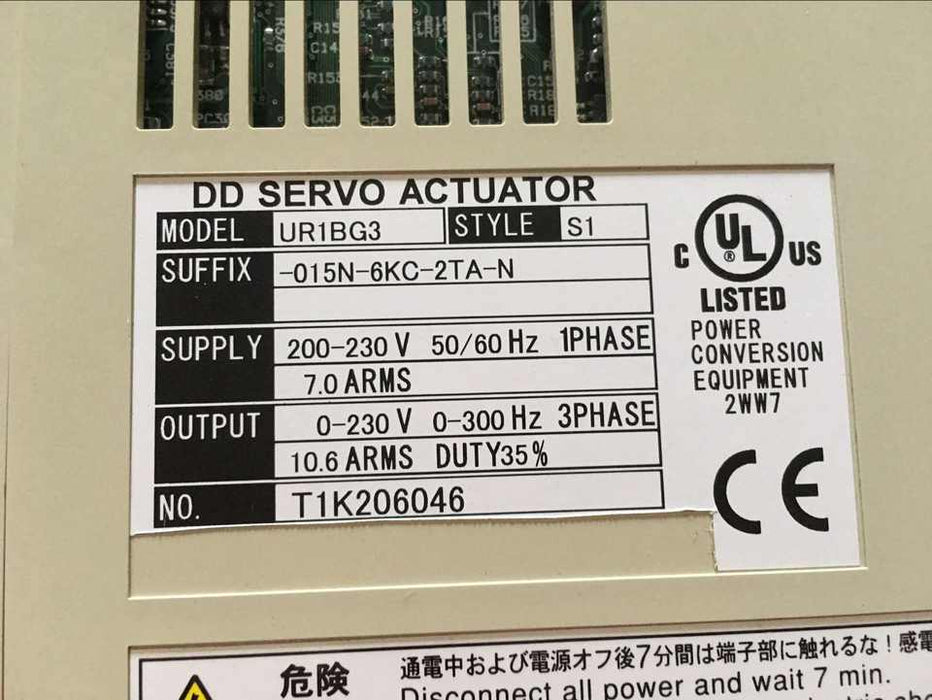 DD SERVO ACTUATOR
MODEL UR1BG3 STYLE S1
SUFFIX -015N-6KC-2TA-N
SUPPLY 200-230 V 50/60 Hz 1PHASE
7.0 ARMS
OUTPUT 0-230 V 0-300 Hz 3PHASE
10.6 ARMS DUTY35%
NO. T1K206046
C UL ® US
LISTED
POWER
CONVERSION
EQUIPMENT
2WW7
CE
危険
通電中および電源オフ後7分間は端子部に触れるな！感電
Disconnect all power and wait 7 min.